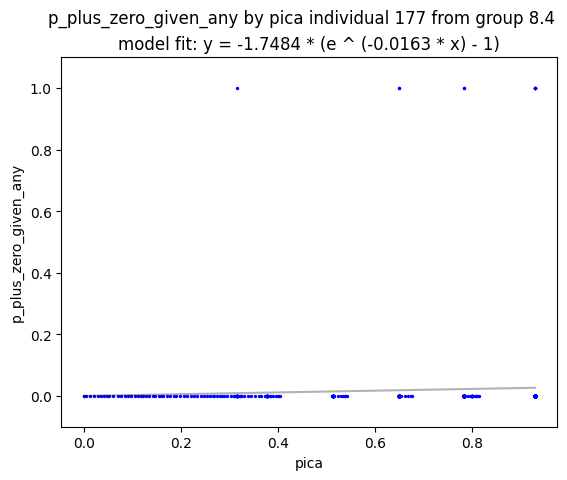 p_plus_zero_given_any by pica individual 177 from group 8.4
model fit: y = -1.7484 * (e ^ (-0.0163 * x) - 1)
1.0
0.8
0.6
0.4
0.2
0.0
p_plus_zero_given_any
0.0 0.2 0.4 0.6 0.8
pica